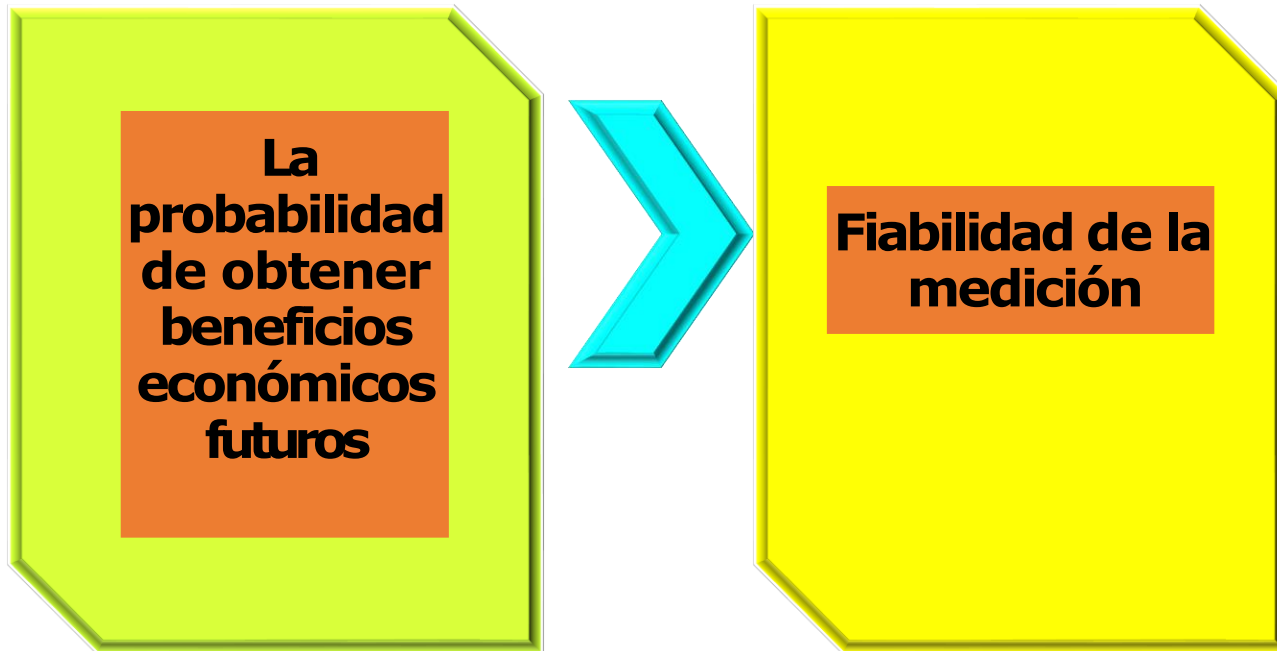 La
probabilidad
de obtener
beneficios
económicos
futuros
Fiabilidad de la
medición